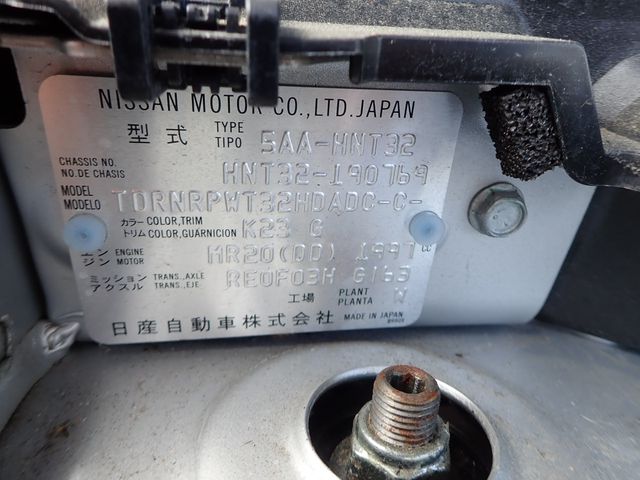 NISSAN MOTOR CO.,LTD.JAPAN
型式 TYPE TIPO 5AA-HNT32
CHASSIS NO. NO.DE CHASIS HNT32-190769
MODEL MODELO TDRNRPWT32HDADC-C-
カラー COLOR,TRIM トリム COLOR,GUARNICION K23 G
エンジン ENGINE MOTOR MR20(DD) 1997 CC
ミッション アクスル TRANS.,AXLE TRANS.,EJE RE0F03H G163
工場 PLANT PLANTA W
日産自動車株式会社 MADE IN JAPAN